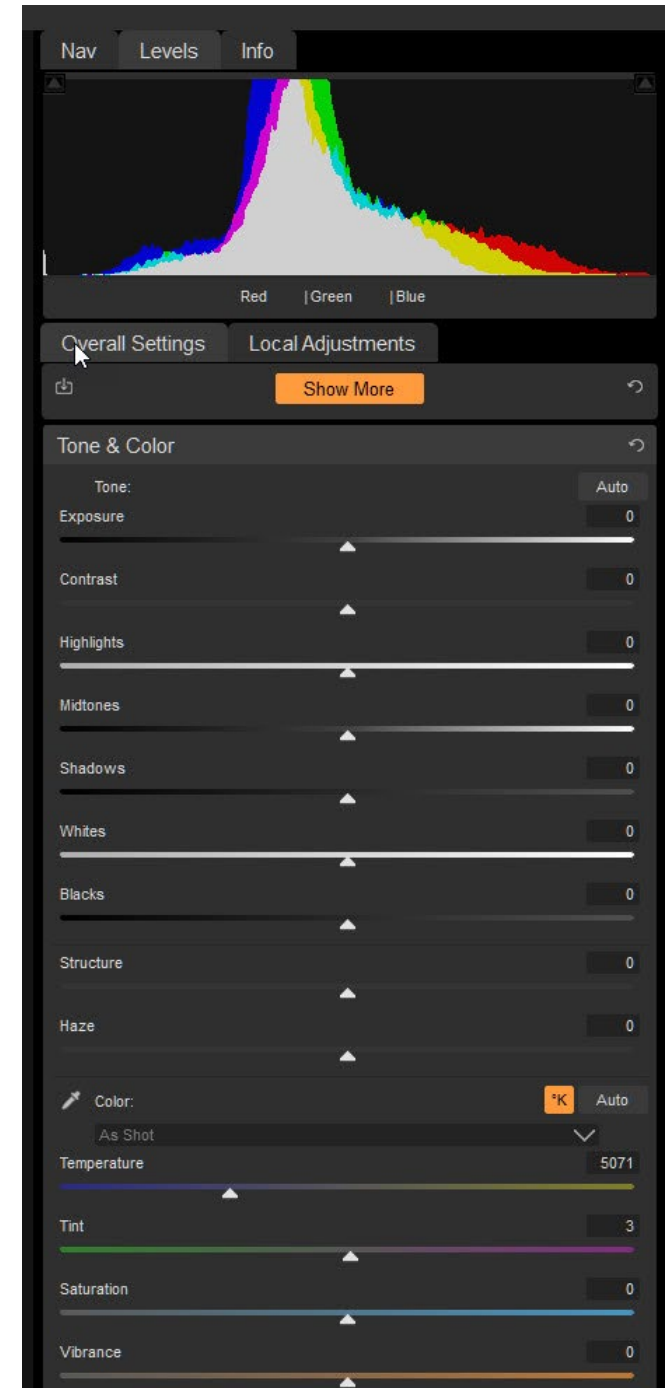 Nav Levels Info
Red |Green |Blue
Overall Settings Local Adjustments
Show More
Tone & Color
Tone: Auto
Exposure 0
Contrast 0
Highlights 0
Midtones 0
Shadows 0
Whites 0
Blacks 0
Structure 0
Haze 0
Color: °K Auto
As Shot
Temperature 5071
Tint 3
Saturation 0
Vibrance 0